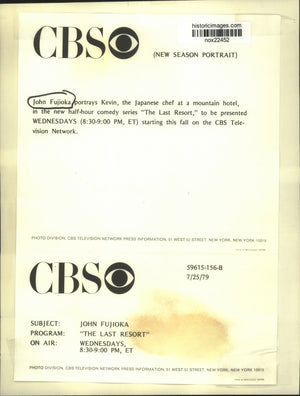 historicimages.com
nox22452
CBS
(NEW SEASON PORTRAIT)
John Fujioka portrays Kevin, the Japanese chef at a mountain hotel,
in the new half-hour comedy series "The Last Resort," to be presented
WEDNESDAYS (8:30-9:00 PM, ET) starting this fall on the CBS Tele-
vision Network.
PHOTO DIVISION, CBS TELEVISION NETWORK PRESS INFORMATION, 51 WEST 52 STREET, NEW YORK, NEW YORK, 10019
CBS
59615-156-B
7/25/79
SUBJECT: JOHN FUJIOKA
PROGRAM: "THE LAST RESORT"
ON AIR: WEDNESDAYS,
8:30-9:00 PM, ET
PHOTO DIVISION, CBS TELEVISION NETWORK PRESS INFORMATION, 51 WEST 52 STREET, NEW YORK, NEW YORK, 10019